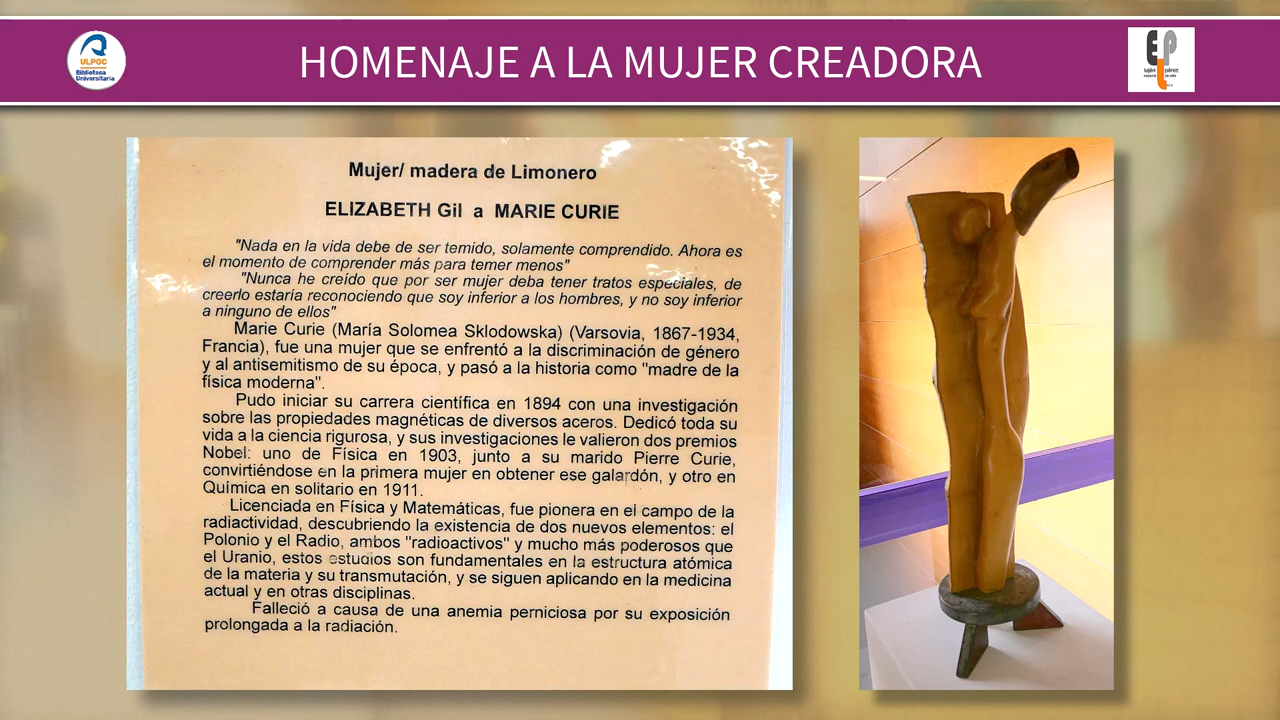 ULPGC
Biblioteca
Universitaria
HOMENAJE A LA MUJER CREADORA
luján pérez
Mujer/ madera de Limonero
ELIZABETH Gil a MARIE CURIE
"Nada en la vida debe de ser temido, solamente comprendido. Ahora es
el momento de comprender más para temer menos"
"Nunca he creído que por ser mujer deba tener tratos especiales, de
creerlo estaría reconociendo que soy inferior a los hombres, y no soy inferior
a ninguno de ellos"
Marie Curie (María Solomea Sklodowska) (Varsovia, 1867-1934,
Francia), fue una mujer que se enfrentó a la discriminación de género
y al antisemitismo de su época, y pasó a la historia como "madre de la
física moderna".
Pudo iniciar su carrera científica en 1894 con una investigación
sobre las propiedades magnéticas de diversos aceros. Dedicó toda su
vida a la ciencia rigurosa, y sus investigaciones le valieron dos premios
Nobel: uno de Física en 1903, junto a su marido Pierre Curie,
convirtiéndose en la primera mujer en obtener ese galardón, y otro en
Química en solitario en 1911.
Licenciada en Física y Matemáticas, fue pionera en el campo de la
radiactividad, descubriendo la existencia de dos nuevos elementos: el
Polonio y el Radio, ambos "radioactivos" y mucho más poderosos que
el Uranio, estos estudios son fundamentales en la estructura atómica
de la materia y su transmutación, y se siguen aplicando en la medicina
actual y en otras disciplinas.
Falleció a causa de una anemia perniciosa por su exposición
prolongada a la radiación.